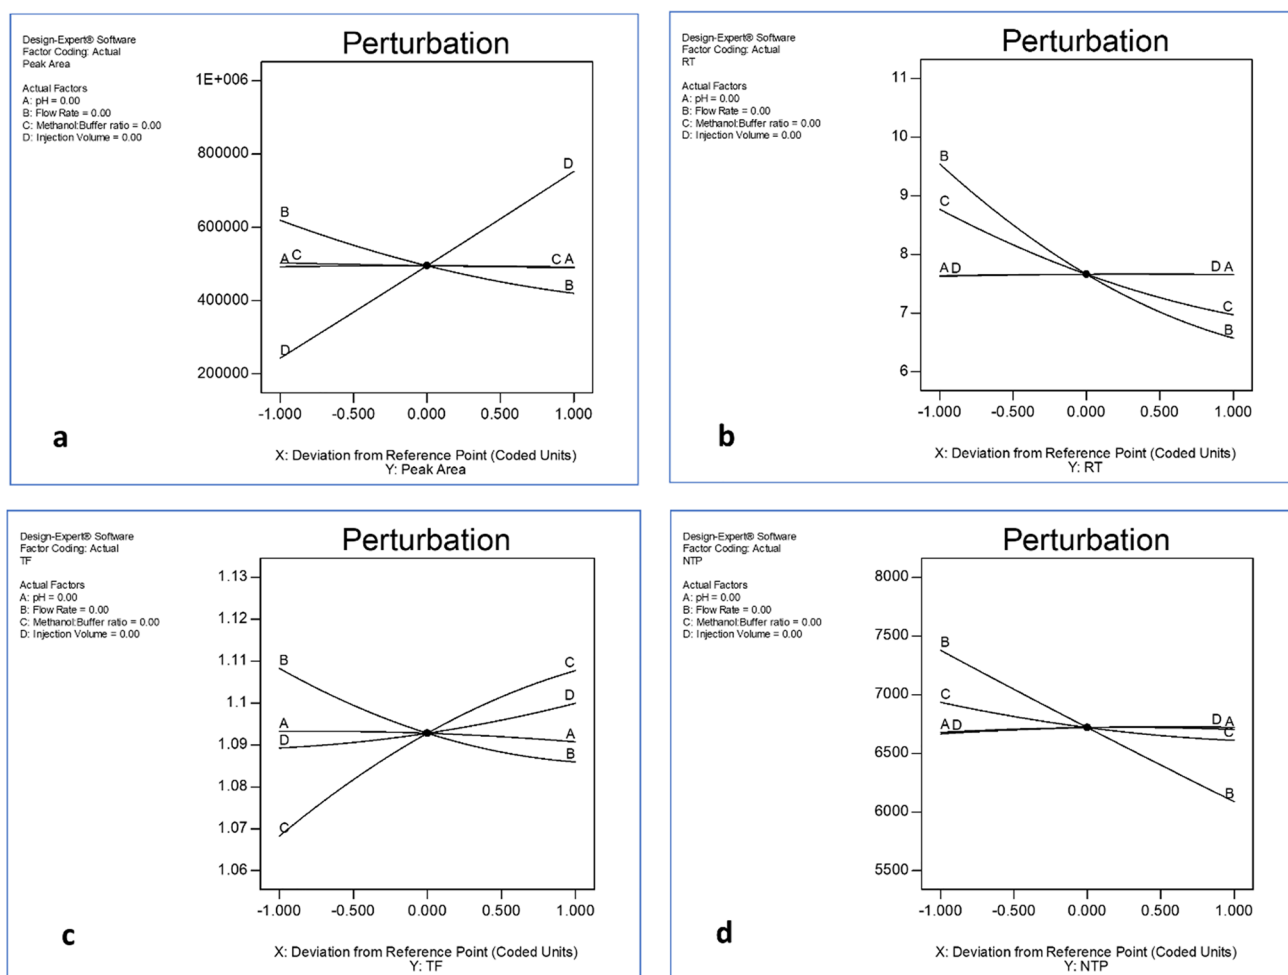 Design-Expert® Software
Factor Coding: Actual
Peak Area
Actual Factors
A: pH = 0.00
B: Flow Rate = 0.00
C: Methanol:Buffer ratio = 0.00
D: Injection Volume = 0.00
Perturbation
1E+006
800000
600000
400000
200000
B
A C
D
D
C A
B
-1.000 -0.500 0.000 0.500 1.000
a
X: Deviation from Reference Point (Coded Units)
Y: Peak Area
Design-Expert® Software
Factor Coding: Actual
RT
Actual Factors
A: pH = 0.00
B: Flow Rate = 0.00
C: Methanol:Buffer ratio = 0.00
D: Injection Volume = 0.00
Perturbation
11
10
9
8
7
6
B
C
A D
D A
C
B
-1.000 -0.500 0.000 0.500 1.000
b
X: Deviation from Reference Point (Coded Units)
Y: RT
Design-Expert® Software
Factor Coding: Actual
TF
Actual Factors
A: pH = 0.00
B: Flow Rate = 0.00
C: Methanol:Buffer ratio = 0.00
D: Injection Volume = 0.00
Perturbation
1.13
1.12
1.11
1.1
1.09
1.08
1.07
1.06
B
A
D
C
C
D
A
B
-1.000 -0.500 0.000 0.500 1.000
c
X: Deviation from Reference Point (Coded Units)
Y: TF
Design-Expert® Software
Factor Coding: Actual
NTP
Actual Factors
A: pH = 0.00
B: Flow Rate = 0.00
C: Methanol:Buffer ratio = 0.00
D: Injection Volume = 0.00
Perturbation
8000
7500
7000
6500
6000
5500
B
C
A D
D A
C
B
-1.000 -0.500 0.000 0.500 1.000
d
X: Deviation from Reference Point (Coded Units)
Y: NTP